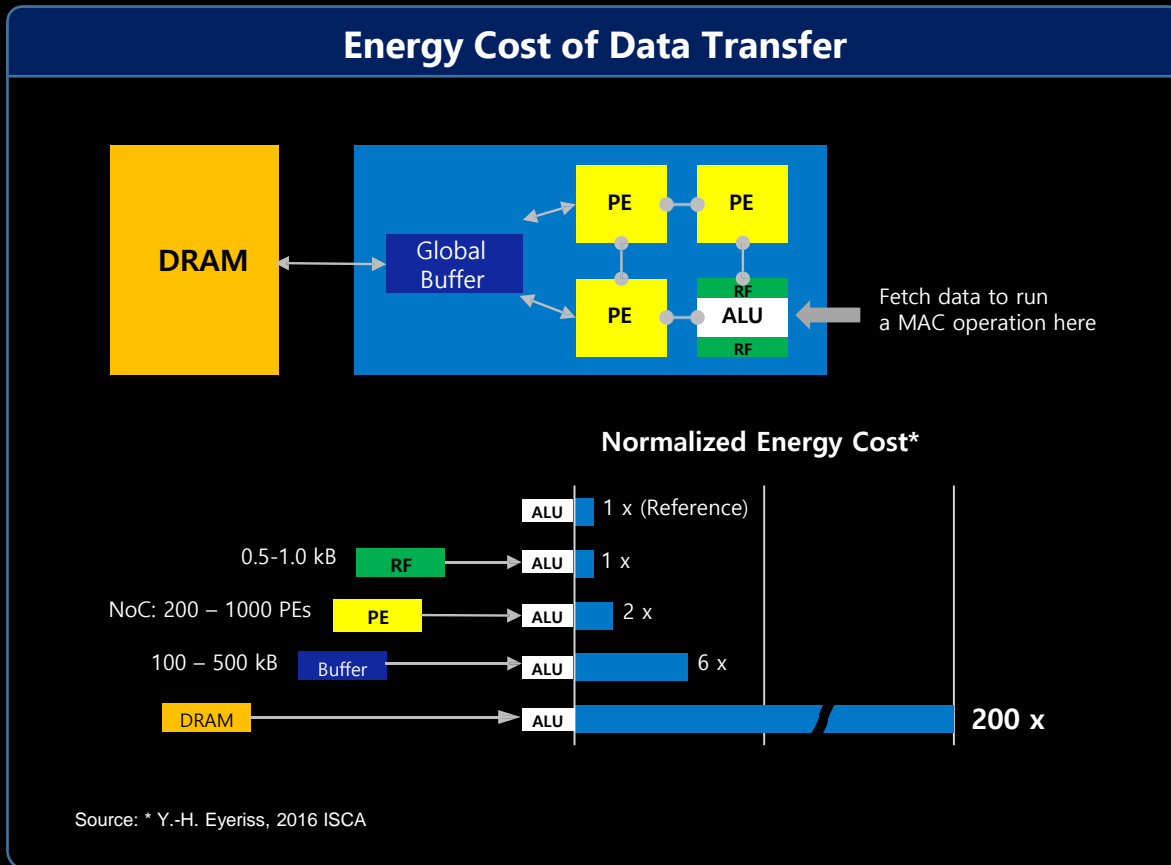 Energy Cost of Data Transfer
DRAM
Global
Buffer
PE
PE
PE
RF
ALU
RF
Fetch data to run
a MAC operation here
Normalized Energy Cost*
ALU
1 x (Reference)
0.5-1.0 kB
RF
ALU
1 x
NoC: 200 – 1000 PEs
PE
ALU
2 x
100 – 500 kB
Buffer
ALU
6 x
DRAM
ALU
200 x
Source: * Y.-H. Eyeriss, 2016 ISCA